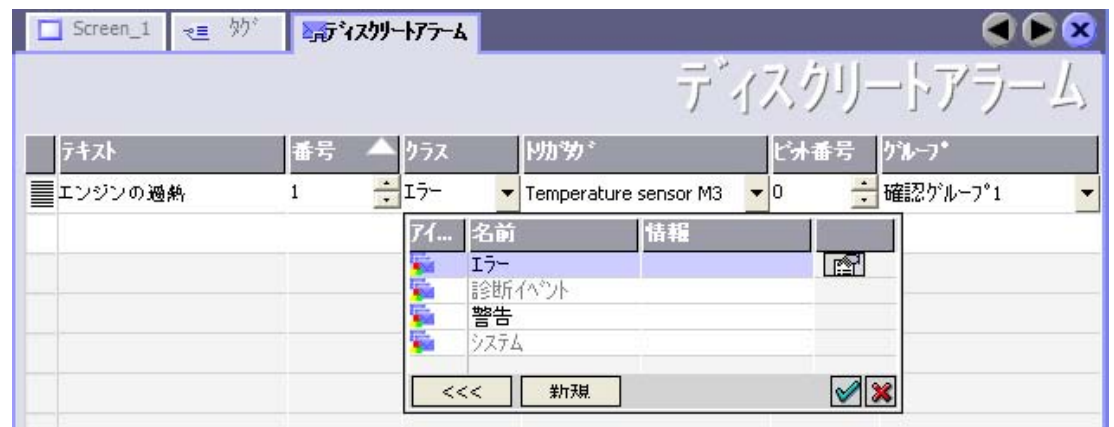 Screen_1 タグ ディスクリートアラーム
ディスクリートアラーム
テキスト 番号 クラス トリガタグ ビット番号 グループ
エンジンの過熱 1 エラー Temperature sensor M3 0 確認グループ1
アイ... 名前 情報
エラー
診断イベント
警告
システム
<<< 新規